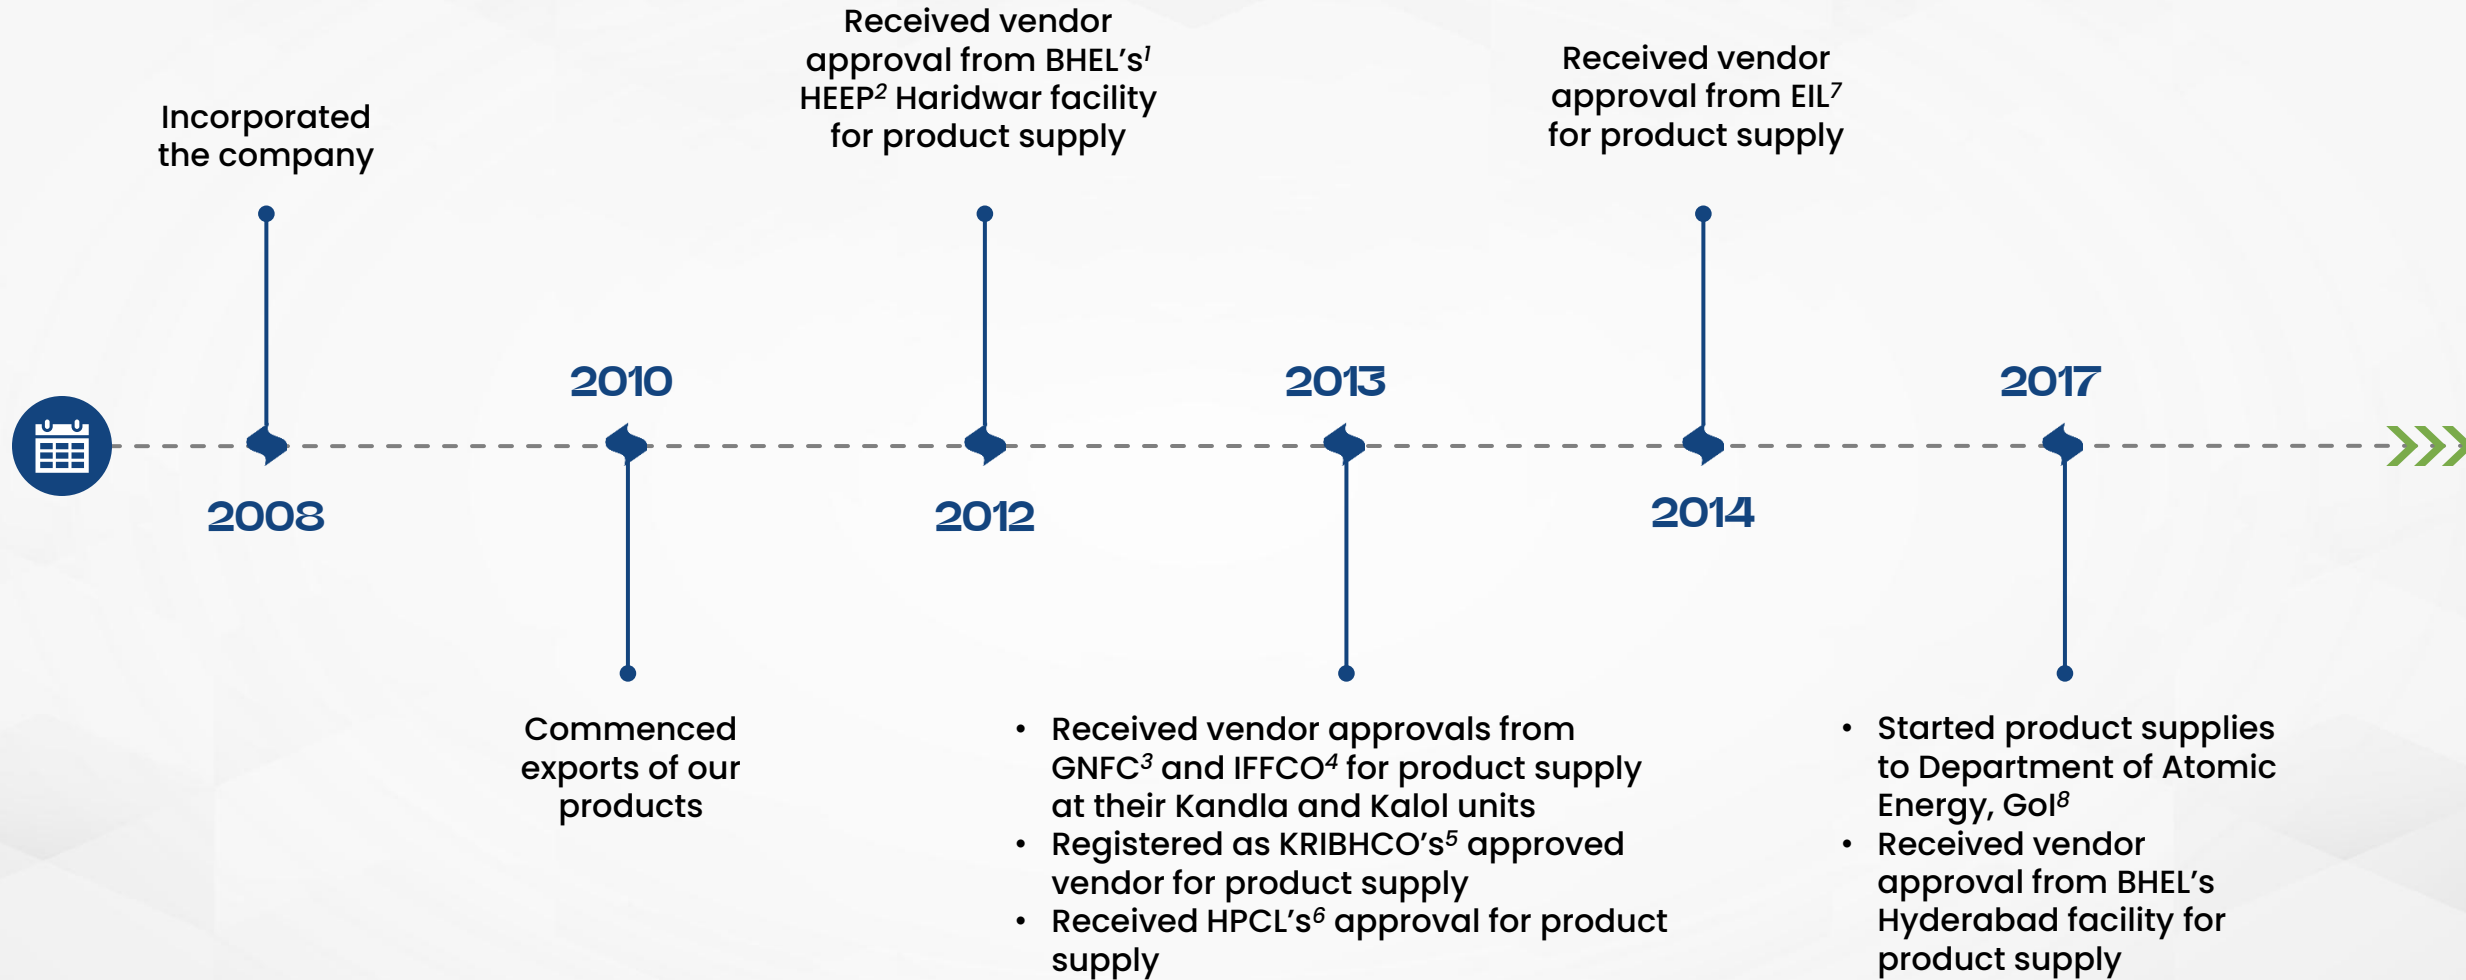 Incorporated
the company
2008
2010
Commenced
exports of our
products
Received vendor
approval from BHEL’s¹
HEEP² Haridwar facility
for product supply
2012
2013
• Received vendor approvals from
GNFC³ and IFFCO⁴ for product supply
at their Kandla and Kalol units
• Registered as KRIBHCO’s⁵ approved
vendor for product supply
• Received HPCL’s⁶ approval for product
supply
Received vendor
approval from EIL⁷
for product supply
2014
2017
• Started product supplies
to Department of Atomic
Energy, GoI⁸
• Received vendor
approval from BHEL’s
Hyderabad facility for
product supply